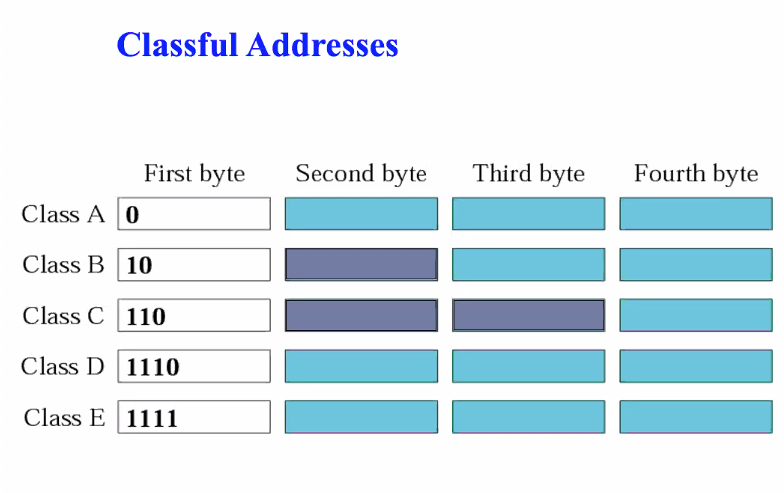 Classful Addresses
First byte Second byte Third byte Fourth byte
Class A 0
Class B 10
Class C 110
Class D 1110
Class E 1111